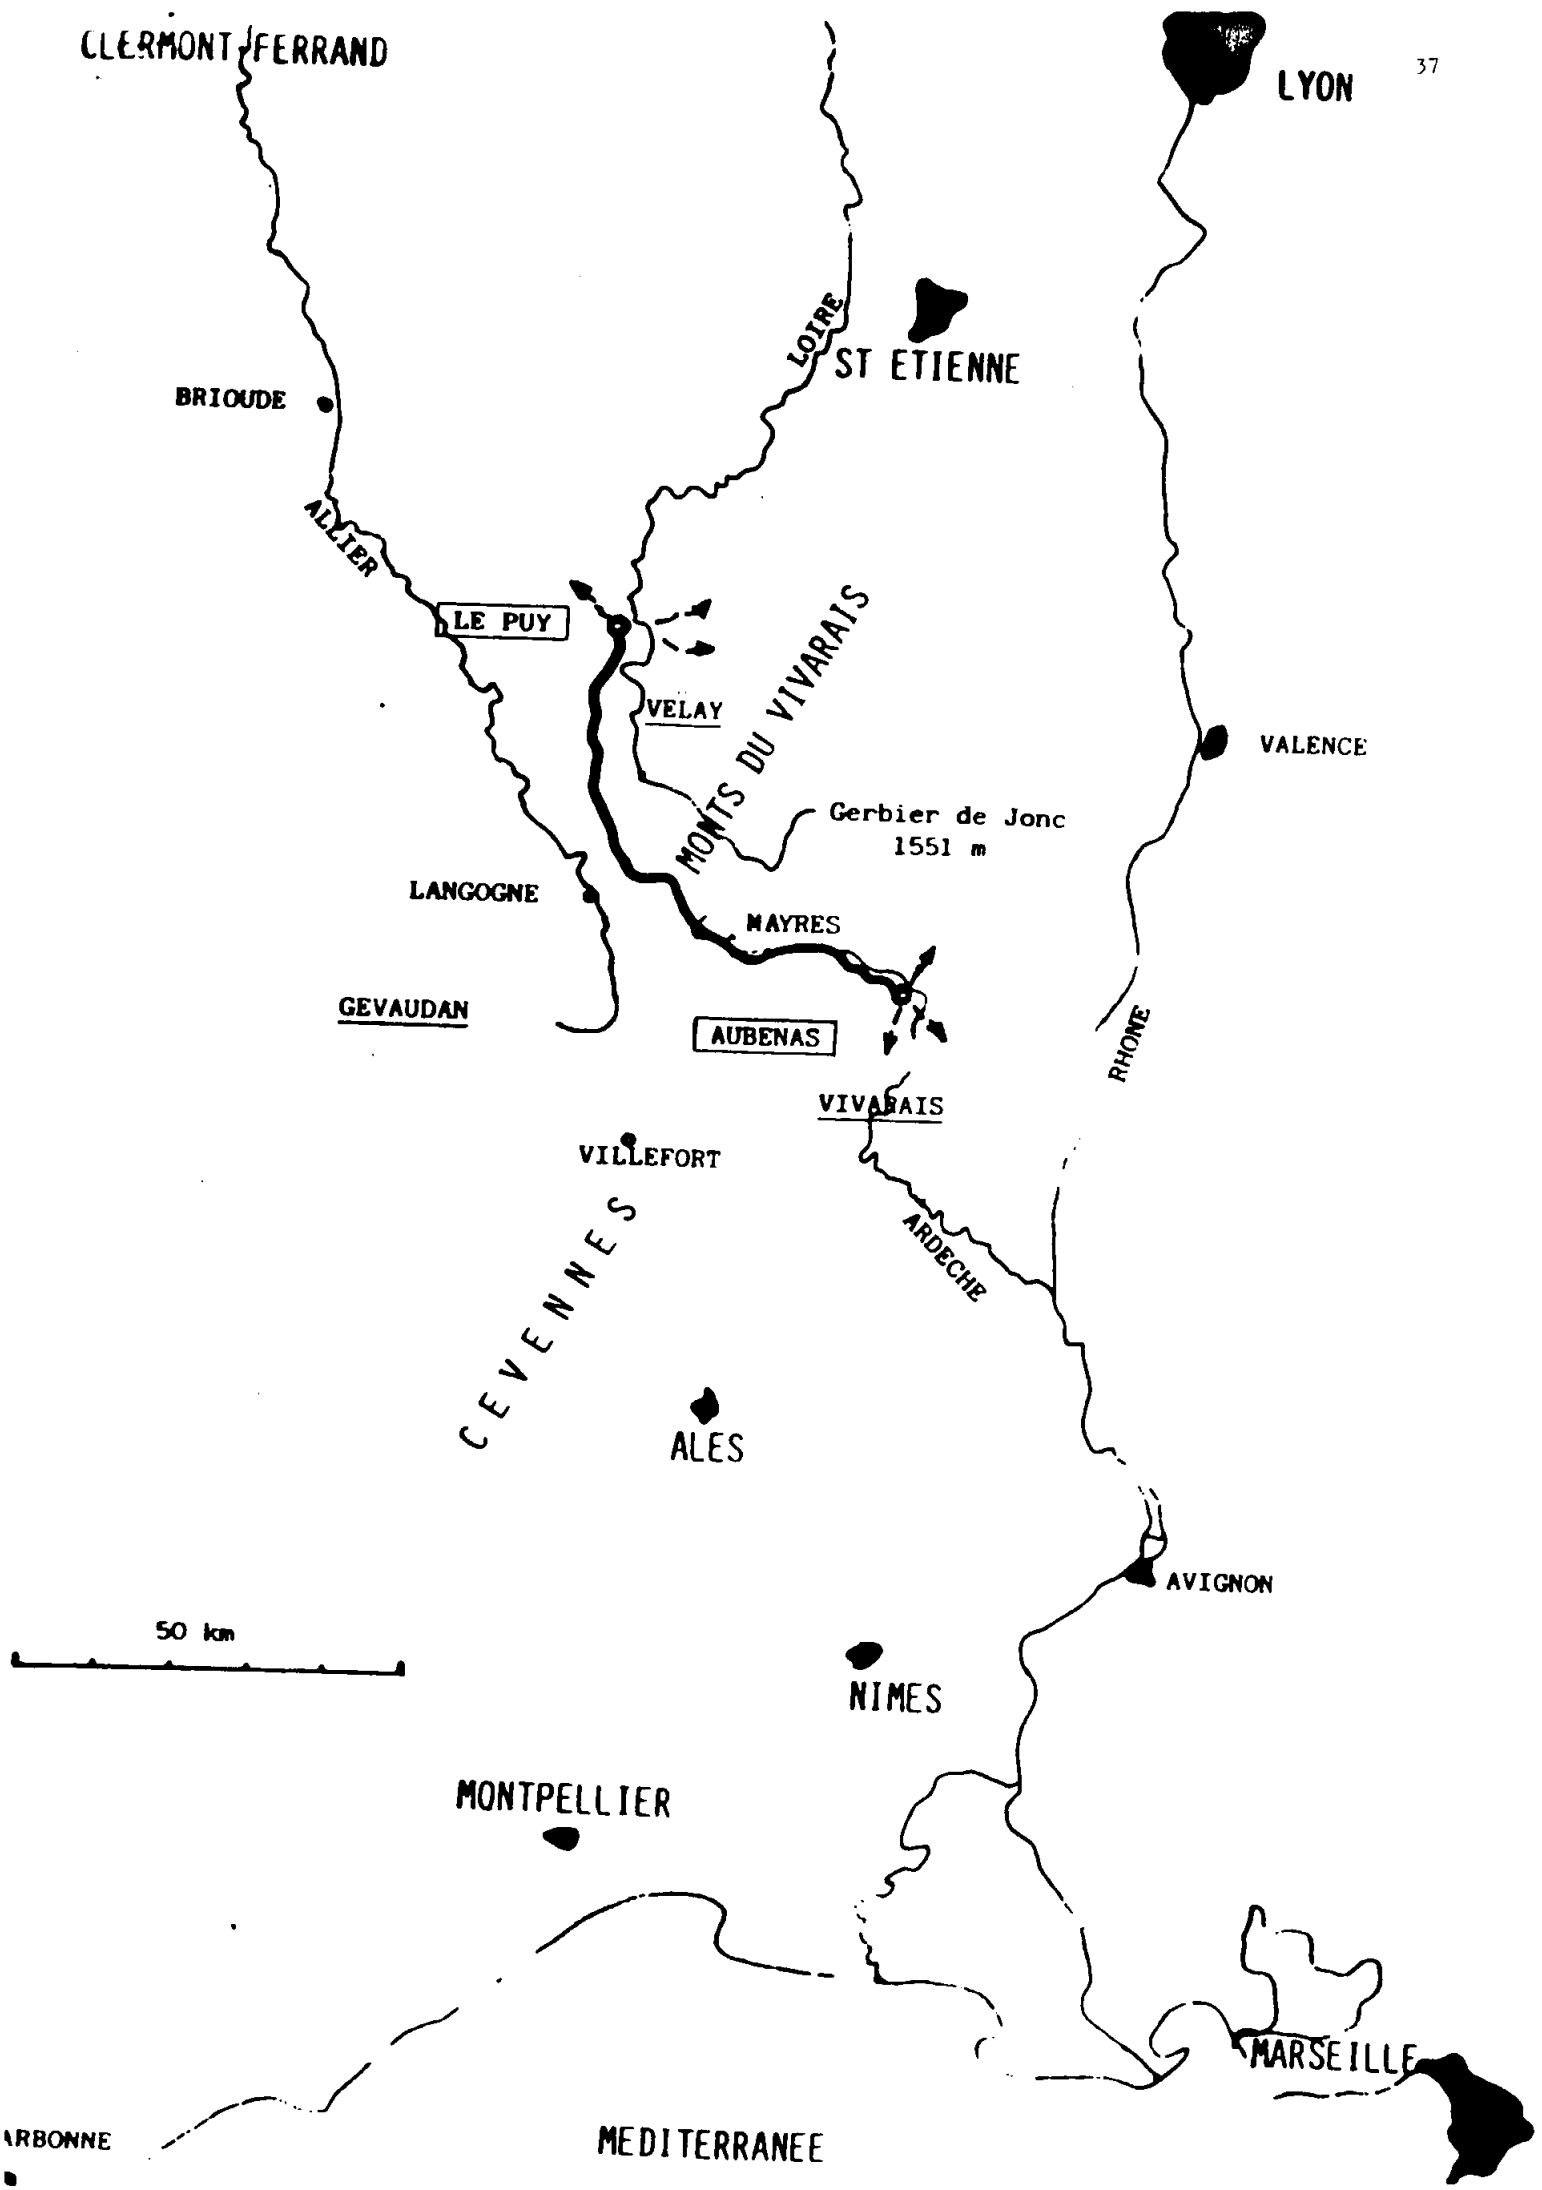 CLERMONT FERRAND
LYON
37
LOIRE
ST ETIENNE
BRIOUDE
ALLIER
LE PUY
VELAY
MONTS DU VIVARAIS
VALENCE
Gerbier de Jonc
1551 m
LANGOGNE
MAYRES
GEVAUDAN
AUBENAS
RHONE
VIVARAIS
VILLEFORT
CEVENNES
ARDECHE
ALES
AVIGNON
50 km
NIMES
MONTPELLIER
MARSEILLE
ARBONNE
MEDITERRANEE